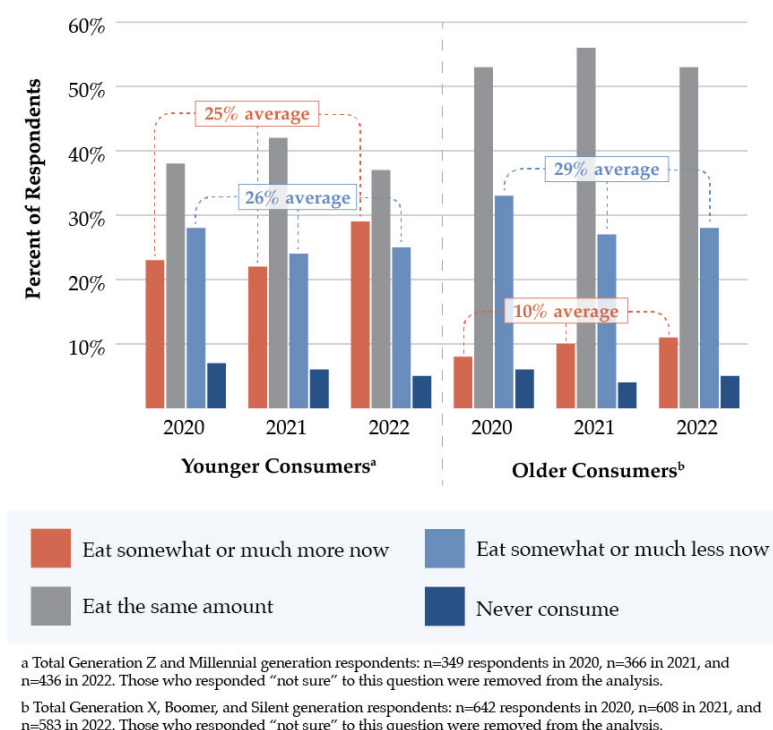 60%
50%
40%
30%
20%
10%
Percent of Respondents
25% average
26% average
29% average
10% average
2020 2021 2022 2020 2021 2022
Younger Consumersᵃ Older Consumersᵇ
Eat somewhat or much more now Eat somewhat or much less now
Eat the same amount Never consume
a Total Generation Z and Millennial generation respondents: n=349 respondents in 2020, n=366 in 2021, and
n=436 in 2022. Those who responded “not sure” to this question were removed from the analysis.
b Total Generation X, Boomer, and Silent generation respondents: n=642 respondents in 2020, n=608 in 2021, and
n=583 in 2022. Those who responded “not sure” to this question were removed from the analysis.